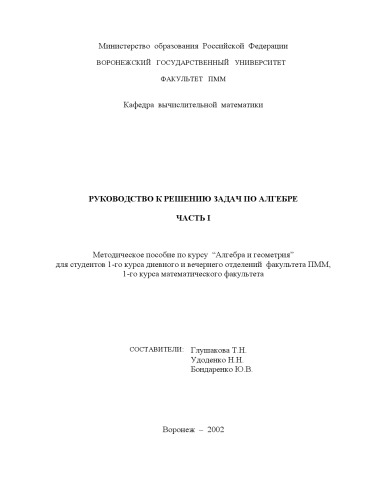 Министерство образования Российской Федерации
ВОРОНЕЖСКИЙ ГОСУДАРСТВЕННЫЙ УНИВЕРСИТЕТ
ФАКУЛЬТЕТ ПММ
Кафедра вычислительной математики
РУКОВОДСТВО К РЕШЕНИЮ ЗАДАЧ ПО АЛГЕБРЕ
ЧАСТЬ I
Методическое пособие по курсу “Алгебра и геометрия”
для студентов 1-го курса дневного и вечернего отделений факультета ПММ,
1-го курса математического факультета
СОСТАВИТЕЛИ: Глушакова Т.Н.
Удоденко Н.Н.
Бондаренко Ю.В.
Воронеж – 2002